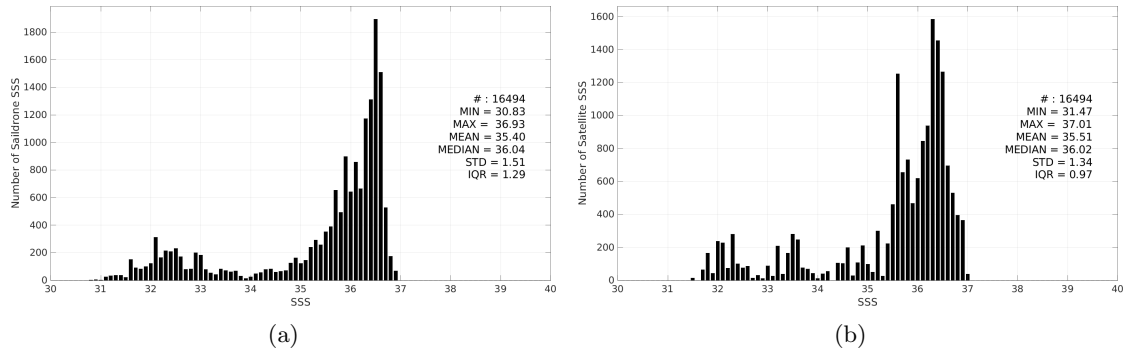 1800
1600
1400
1200
1000
800
600
400
200
0
Number of Saildrone SSS
# : 16494
MIN = 30.83
MAX =  36.93
MEAN = 35.40
MEDIAN = 36.04
STD = 1.51
IQR = 1.29
30 31 32 33 34 35 36 37 38 39 40
SSS
(a)
1600
1400
1200
1000
800
600
400
200
0
Number of Satellite SSS
# : 16494
MIN = 31.47
MAX =  37.01
MEAN = 35.51
MEDIAN = 36.02
STD = 1.34
IQR = 0.97
30 31 32 33 34 35 36 37 38 39 40
SSS
(b)